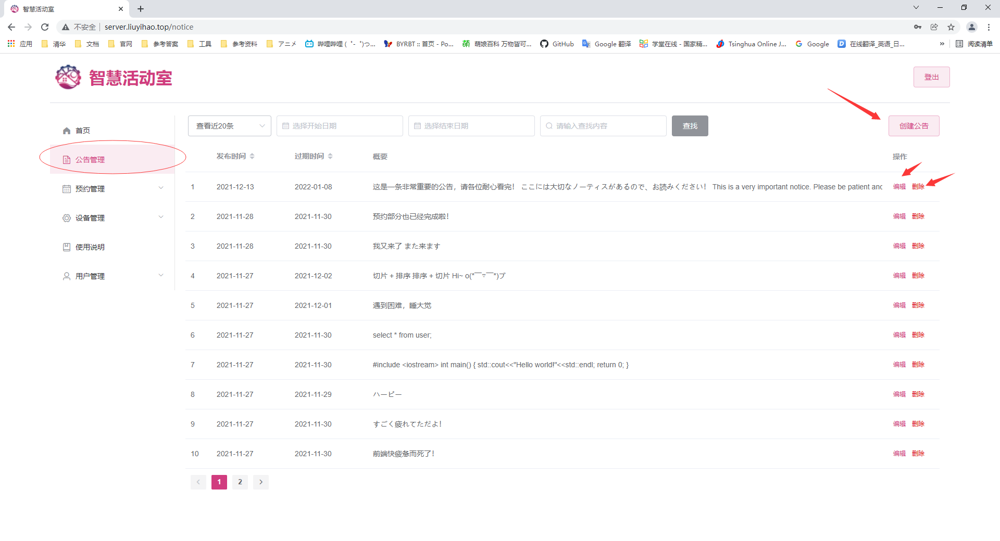 智慧活动室
不安全 server.liuyihao.top/notice
应用 清华 文档 官网 参考答案 工具 参考资料 アニメ 哔哩哔哩 (゜-゜)つ... BYRBT :: 首页 - Po... 萌娘百科 万物皆可... GitHub Google 翻译 学堂在线 - 国家精... Tsinghua Online J... Google 在线翻译_英语_日... » 阅读清单
智慧活动室 登出
首页
公告管理
预约管理
设备管理
使用说明
用户管理
查看近20条 选择开始日期 选择结束日期 请输入查找内容 查找 创建公告
发布时间 过期时间 概要 操作
1 2021-12-13 2022-01-08 这是一条非常重要的公告，请各位耐心看完！ ここには大切なノーティスがあるので、お読みください！ This is a very important notice. Please be patient and 编辑 删除
2 2021-11-28 2021-11-30 预约部分也已经完成啦！ 编辑 删除
3 2021-11-28 2021-11-30 我又来了 また来ます 编辑 删除
4 2021-11-27 2021-12-02 切片 + 排序 排序 + 切片 Hi~ o(*￣▽￣*)ブ 编辑 删除
5 2021-11-27 2021-12-01 遇到困难，睡大觉 编辑 删除
6 2021-11-27 2021-11-30 select * from user; 编辑 删除
7 2021-11-27 2021-11-30 #include <iostream> int main() { std::cout<<"Hello world!"<<std::endl; return 0; } 编辑 删除
8 2021-11-27 2021-11-29 ハーピー 编辑 删除
9 2021-11-27 2021-11-30 すごく疲れてただよ！ 编辑 删除
10 2021-11-27 2021-11-30 前端快疲惫而死了！ 编辑 删除
1 2